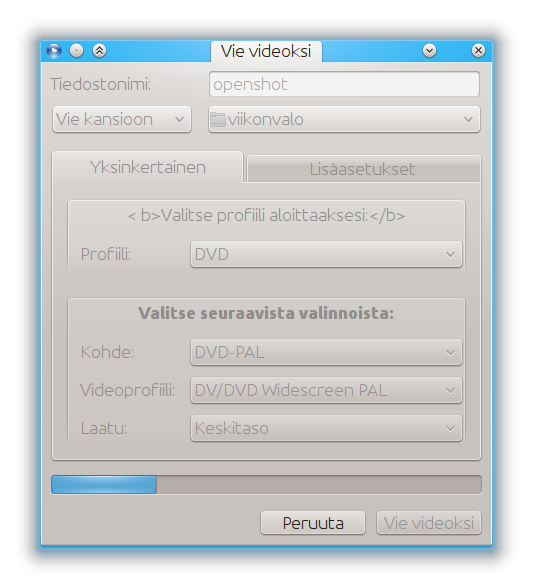 Vie videoksi
Tiedostonimi: openshot
Vie kansioon viikonvalo
Yksinkertainen Lisäasetukset
< b>Valitse profiili aloittaaksesi:</b>
Profiili: DVD
Valitse seuraavista valinnoista:
Kohde: DVD-PAL
Videoprofiili: DV/DVD Widescreen PAL
Laatu: Keskitaso
Peruuta Vie videoksi